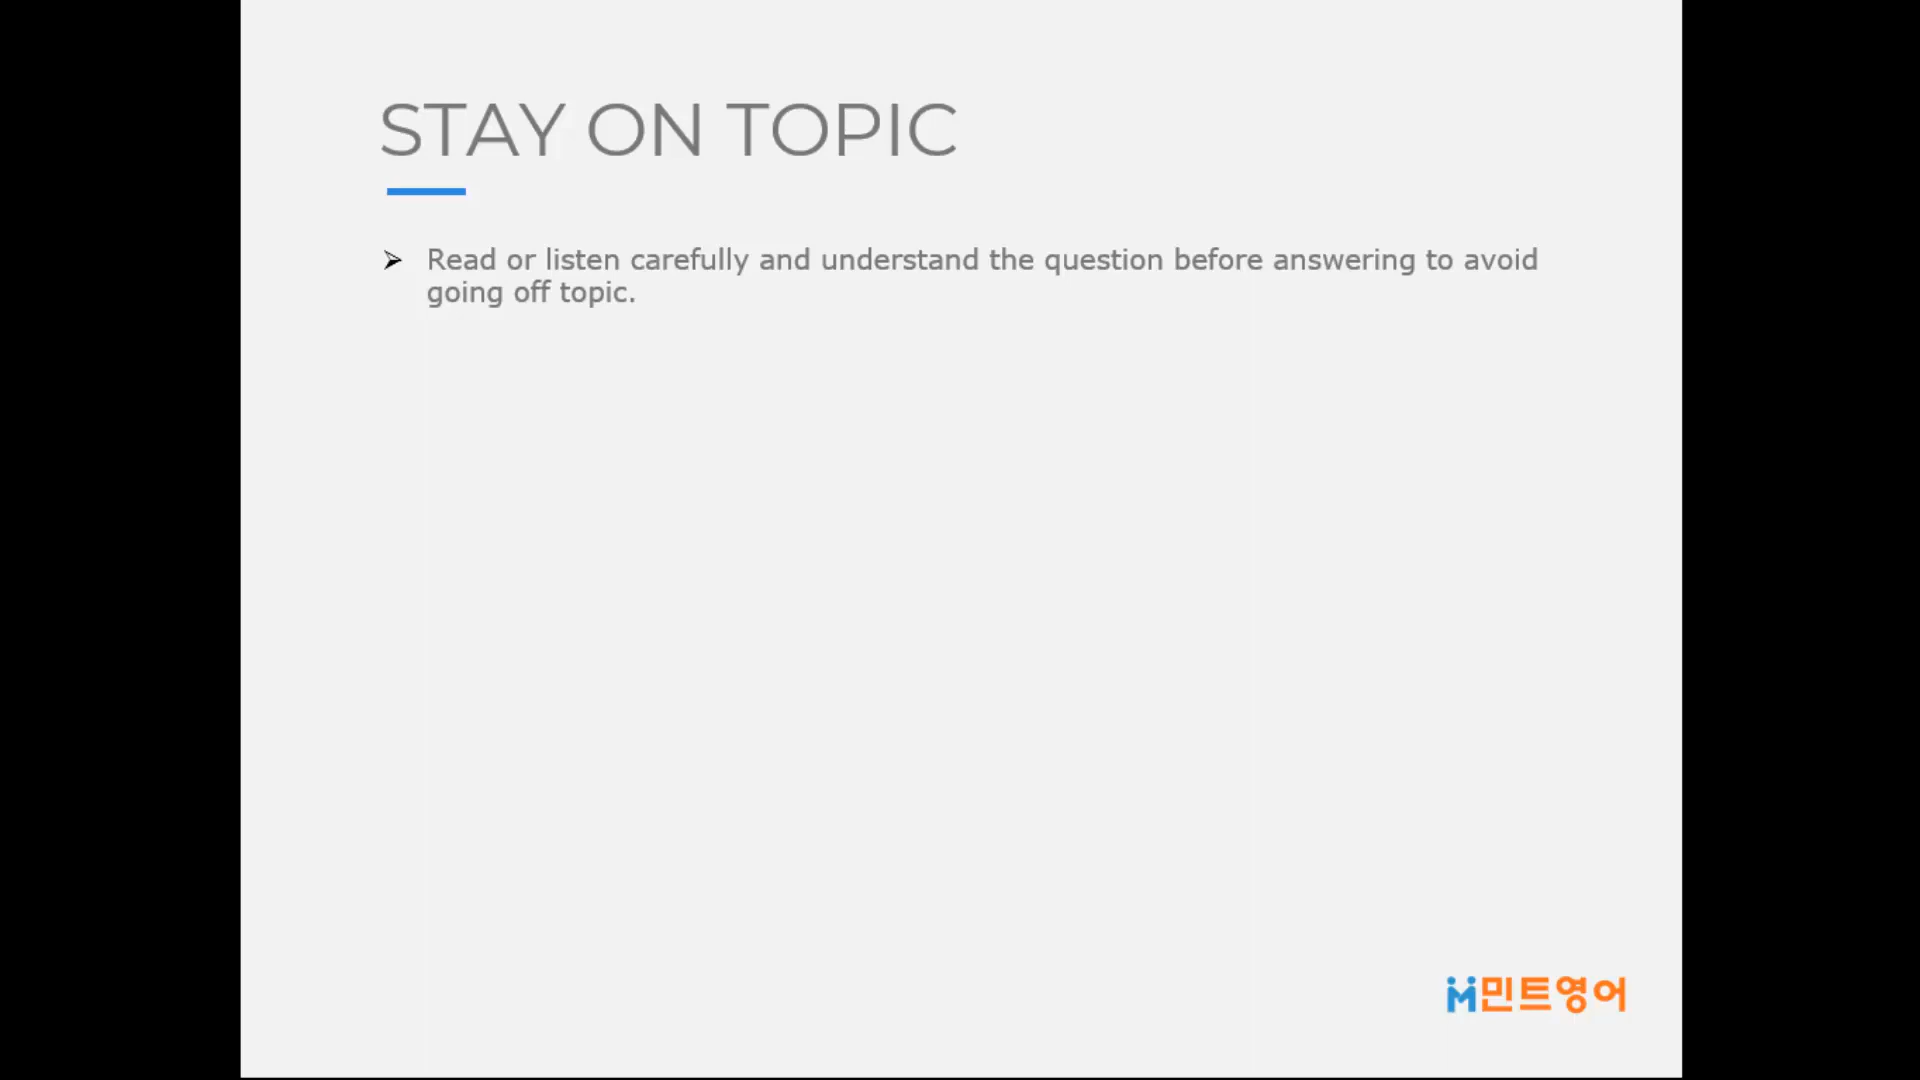 STAY ON TOPIC
➢ Read or listen carefully and understand the question before answering to avoid
going off topic.
민트영어